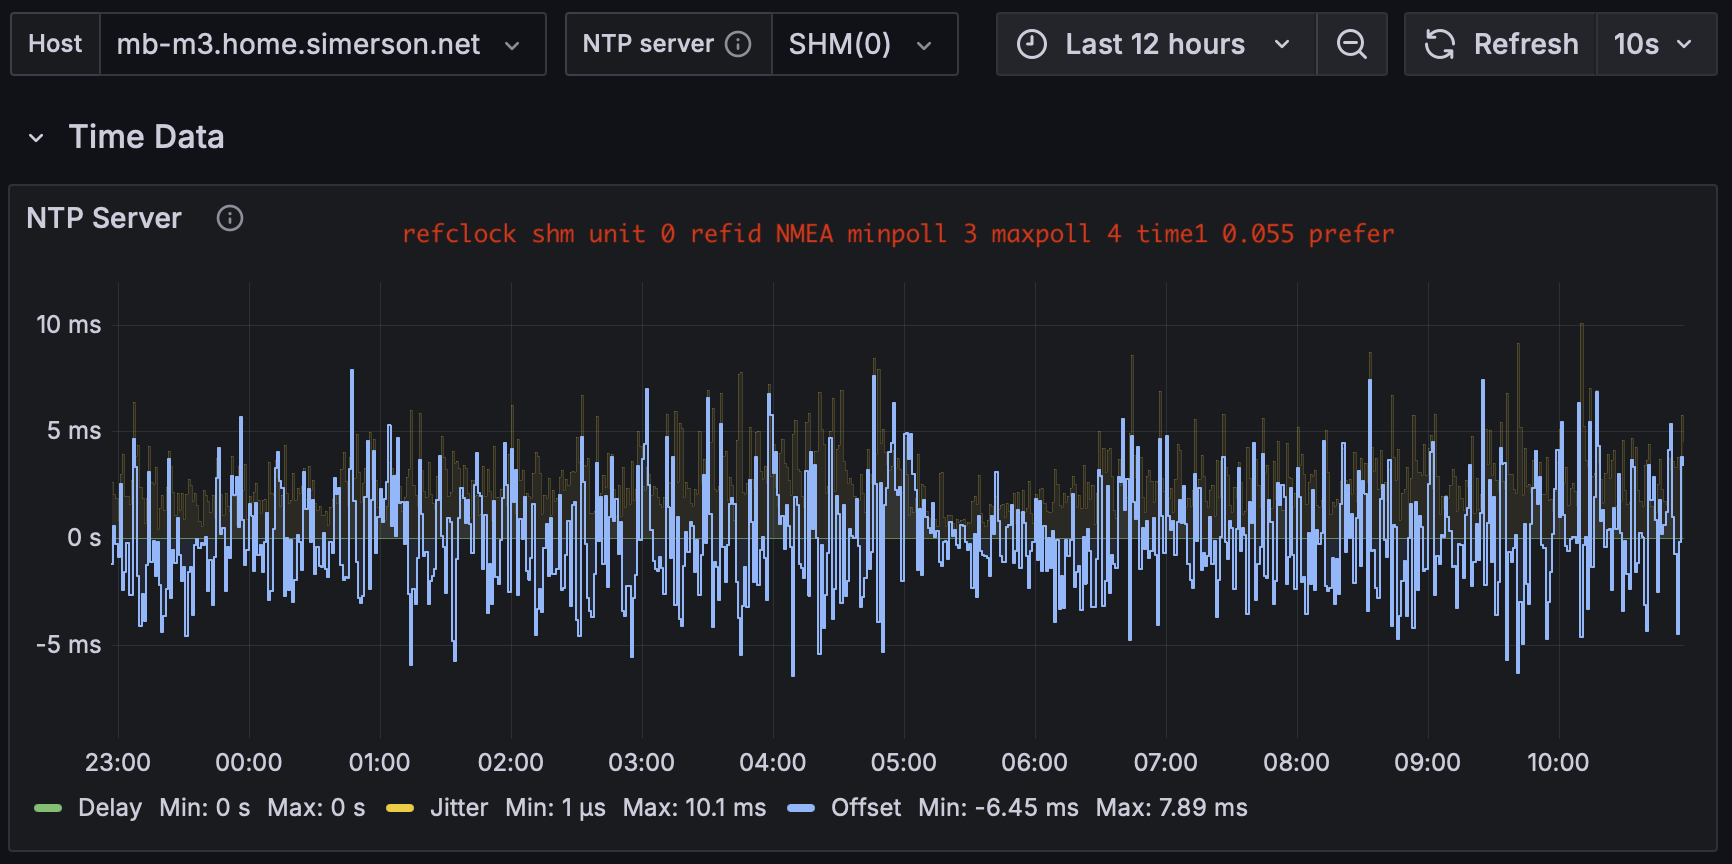 Host mb-m3.home.simerson.net NTP server SHM(0) Last 12 hours Refresh 10s
Time Data
NTP Server
refclock shm unit 0 refid NMEA minpoll 3 maxpoll 4 time1 0.055 prefer
10 ms
5 ms
0 s
-5 ms
23:00 00:00 01:00 02:00 03:00 04:00 05:00 06:00 07:00 08:00 09:00 10:00
Delay Min: 0 s Max: 0 s Jitter Min: 1 µs Max: 10.1 ms Offset Min: -6.45 ms Max: 7.89 ms